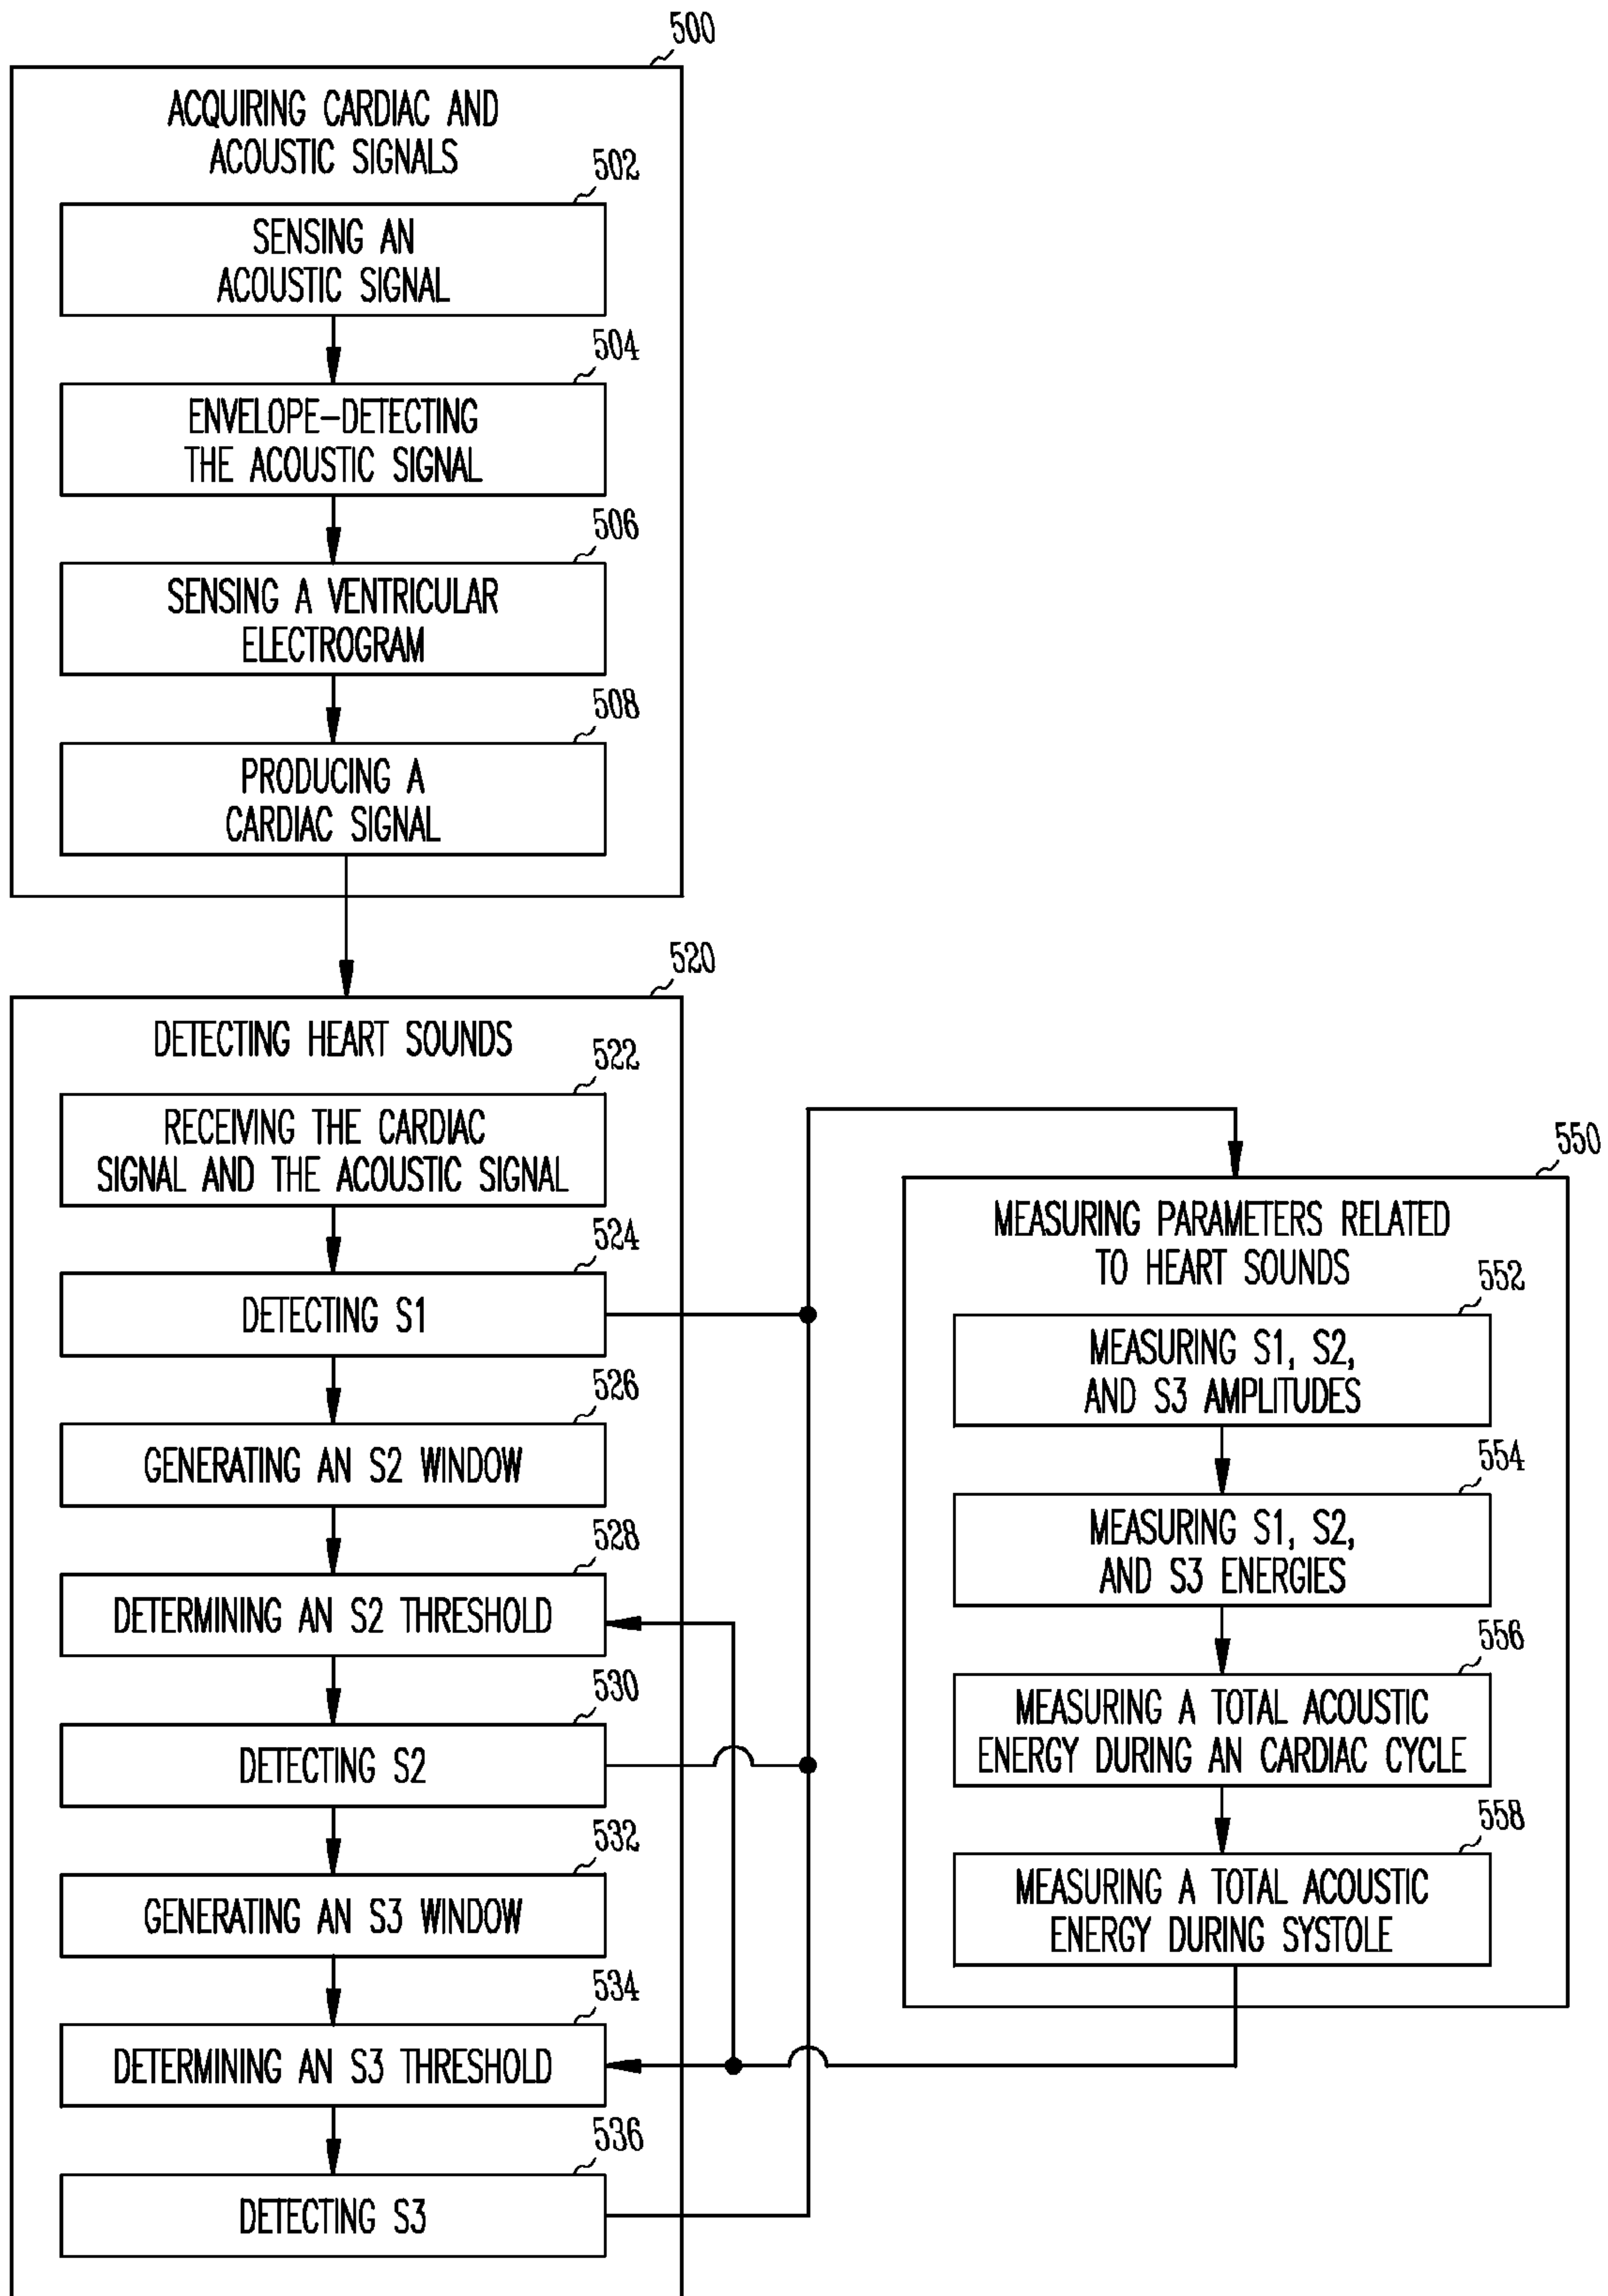 500
ACQUIRING CARDIAC AND
ACOUSTIC SIGNALS
502
SENSING AN
ACOUSTIC SIGNAL
504
ENVELOPE-DETECTING
THE ACOUSTIC SIGNAL
506
SENSING A VENTRICULAR
ELECTROGRAM
508
PRODUCING A
CARDIAC SIGNAL
520
DETECTING HEART SOUNDS
522
RECEIVING THE CARDIAC
SIGNAL AND THE ACOUSTIC SIGNAL
524
DETECTING S1
526
GENERATING AN S2 WINDOW
528
DETERMINING AN S2 THRESHOLD
530
DETECTING S2
532
GENERATING AN S3 WINDOW
534
DETERMINING AN S3 THRESHOLD
536
DETECTING S3
550
MEASURING PARAMETERS RELATED
TO HEART SOUNDS
552
MEASURING S1, S2,
AND S3 AMPLITUDES
554
MEASURING S1, S2,
AND S3 ENERGIES
556
MEASURING A TOTAL ACOUSTIC
ENERGY DURING AN CARDIAC CYCLE
558
MEASURING A TOTAL ACOUSTIC
ENERGY DURING SYSTOLE